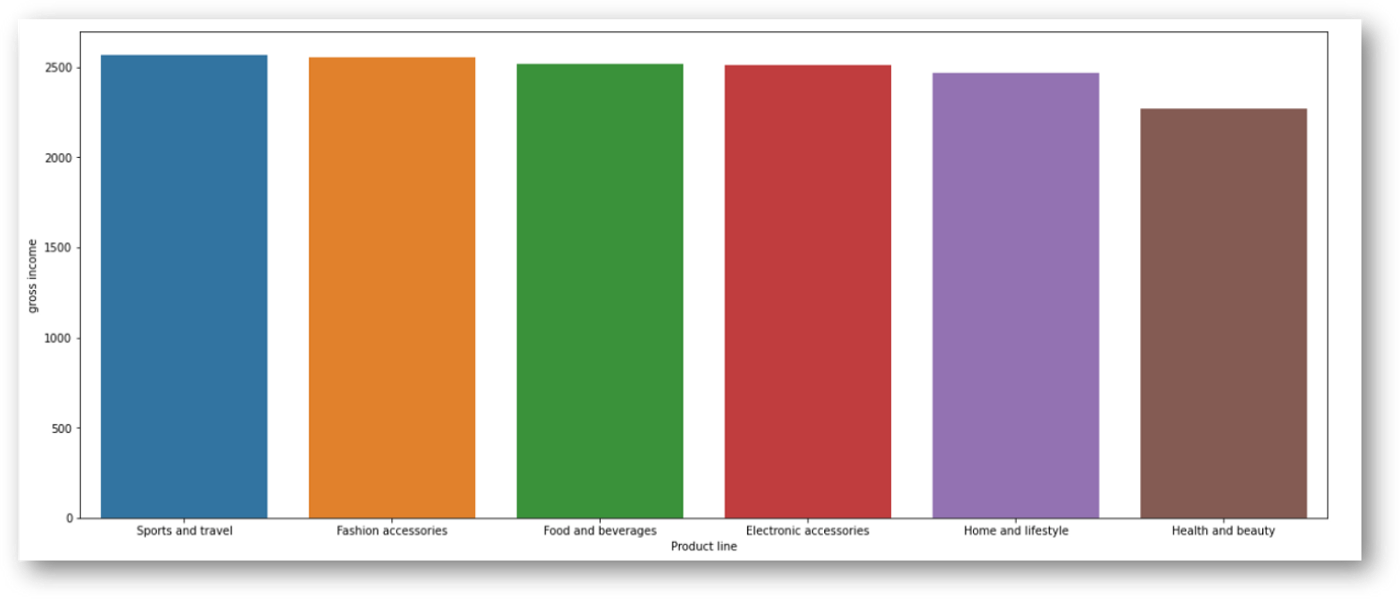 2500
2000
1500
1000
500
0
gross income
Sports and travel
Fashion accessories
Food and beverages
Electronic accessories
Home and lifestyle
Health and beauty
Product line